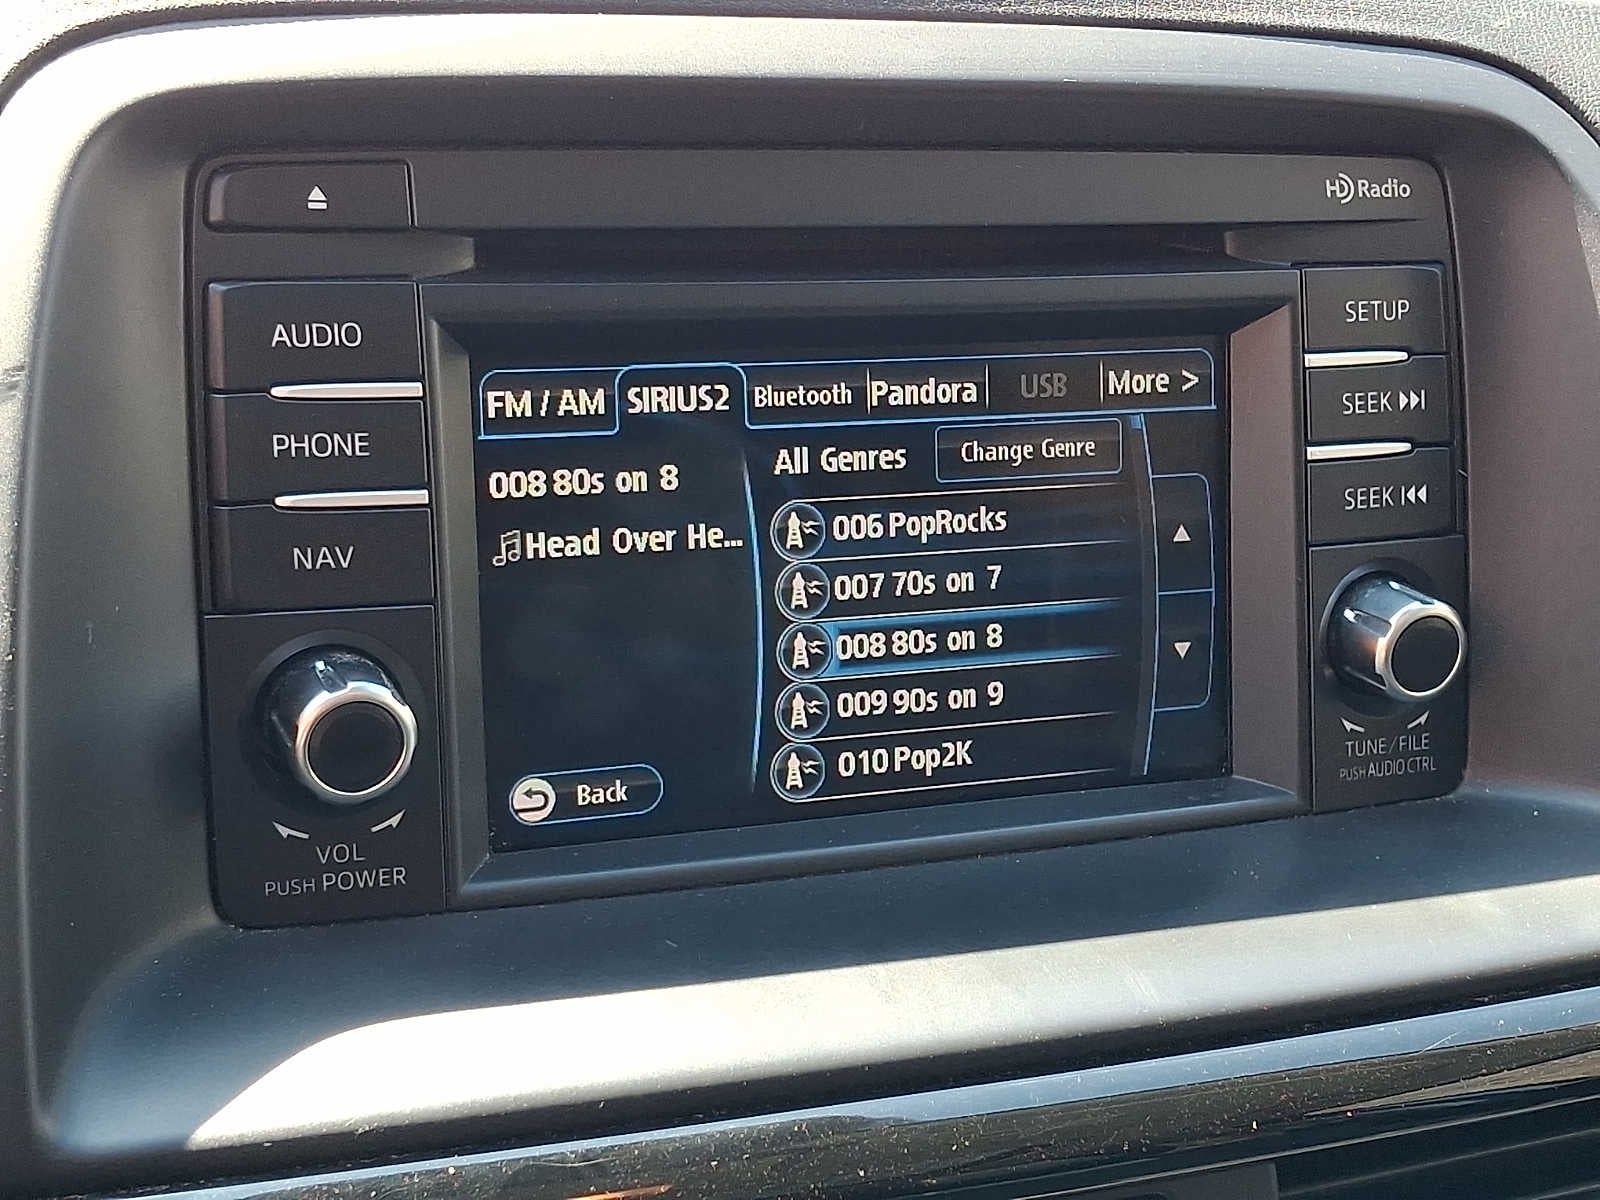 HD Radio
AUDIO
PHONE
NAV
VOL
PUSH POWER
FM / AM SIRIUS2 Bluetooth Pandora USB More >
008 80s on 8
Head Over He...
Back
All Genres Change Genre
006 PopRocks
007 70s on 7
008 80s on 8
009 90s on 9
010 Pop2K
SETUP
SEEK
SEEK
TUNE/FILE
PUSH AUDIO CTRL